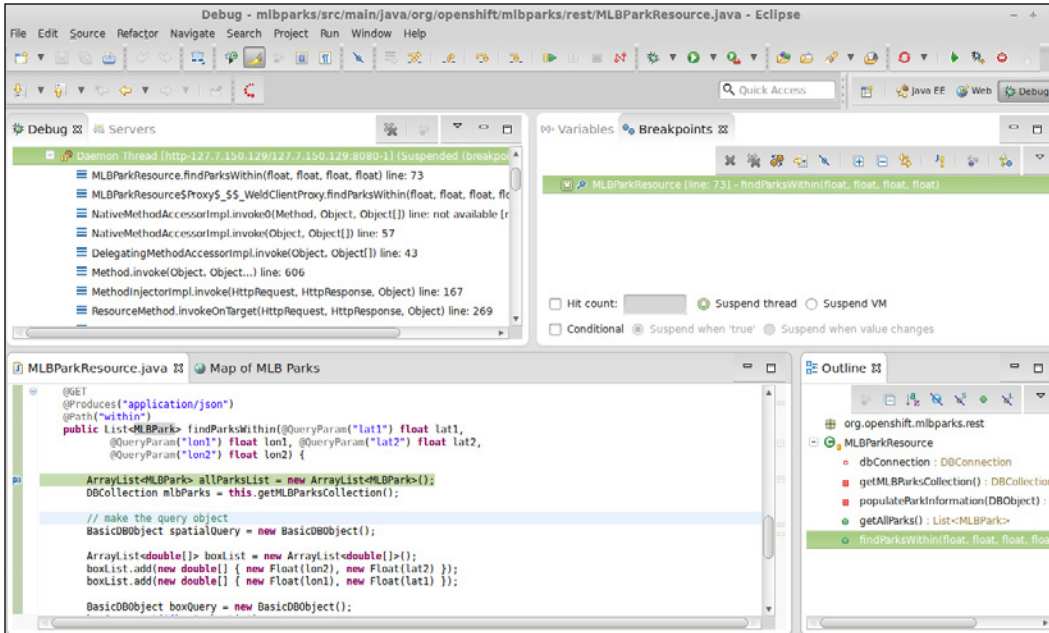 Debug - mlbparks/src/main/java/org/openshift/mlbparks/rest/MLBParkResource.java - Eclipse
File Edit Source Refactor Navigate Search Project Run Window Help
Quick Access
Java EE Web Debug
Debug Servers
Daemon Thread [http-127.7.150.129/127.7.150.129:8080-1] (Suspended (breakpo
MLBParkResource.findParksWithin(float, float, float, float) line: 73
MLBParkResource$Proxy$_$$_WeldClientProxy.findParksWithin(float, float, float, flo
NativeMethodAccessorImpl.invoke0(Method, Object, Object[]) line: not available [r
NativeMethodAccessorImpl.invoke(Object, Object[]) line: 57
DelegatingMethodAccessorImpl.invoke(Object, Object[]) line: 43
Method.invoke(Object, Object...) line: 606
MethodInjectorImpl.invoke(HttpRequest, HttpResponse, Object) line: 167
ResourceMethod.invokeOnTarget(HttpRequest, HttpResponse, Object) line: 269
(x)= Variables Breakpoints
MLBParkResource [line: 73] - findParksWithin(float, float, float, float)
Hit count: Suspend thread Suspend VM
Conditional Suspend when 'true' Suspend when value changes
MLBParkResource.java Map of MLB Parks
@GET
@Produces("application/json")
@Path("within")
public List<MLBPark> findParksWithin(@QueryParam("lat1") float lat1,
@QueryParam("lon1") float lon1, @QueryParam("lat2") float lat2,
@QueryParam("lon2") float lon2) {
ArrayList<MLBPark> allParksList = new ArrayList<MLBPark>();
DBCollection mlbParks = this.getMLBParksCollection();
// make the query object
BasicDBObject spatialQuery = new BasicDBObject();
ArrayList<double[]> boxList = new ArrayList<double[]>();
boxList.add(new double[] { new Float(lon2), new Float(lat2) });
boxList.add(new double[] { new Float(lon1), new Float(lat1) });
BasicDBObject boxQuery = new BasicDBObject();
Outline
org.openshift.mlbparks.rest
MLBParkResource
dbConnection : DBConnection
getMLBParksCollection() : DBCollection
populateParkInformation(DBObject) :
getAllParks() : List<MLBPark>
findParksWithin(float, float, float, floa